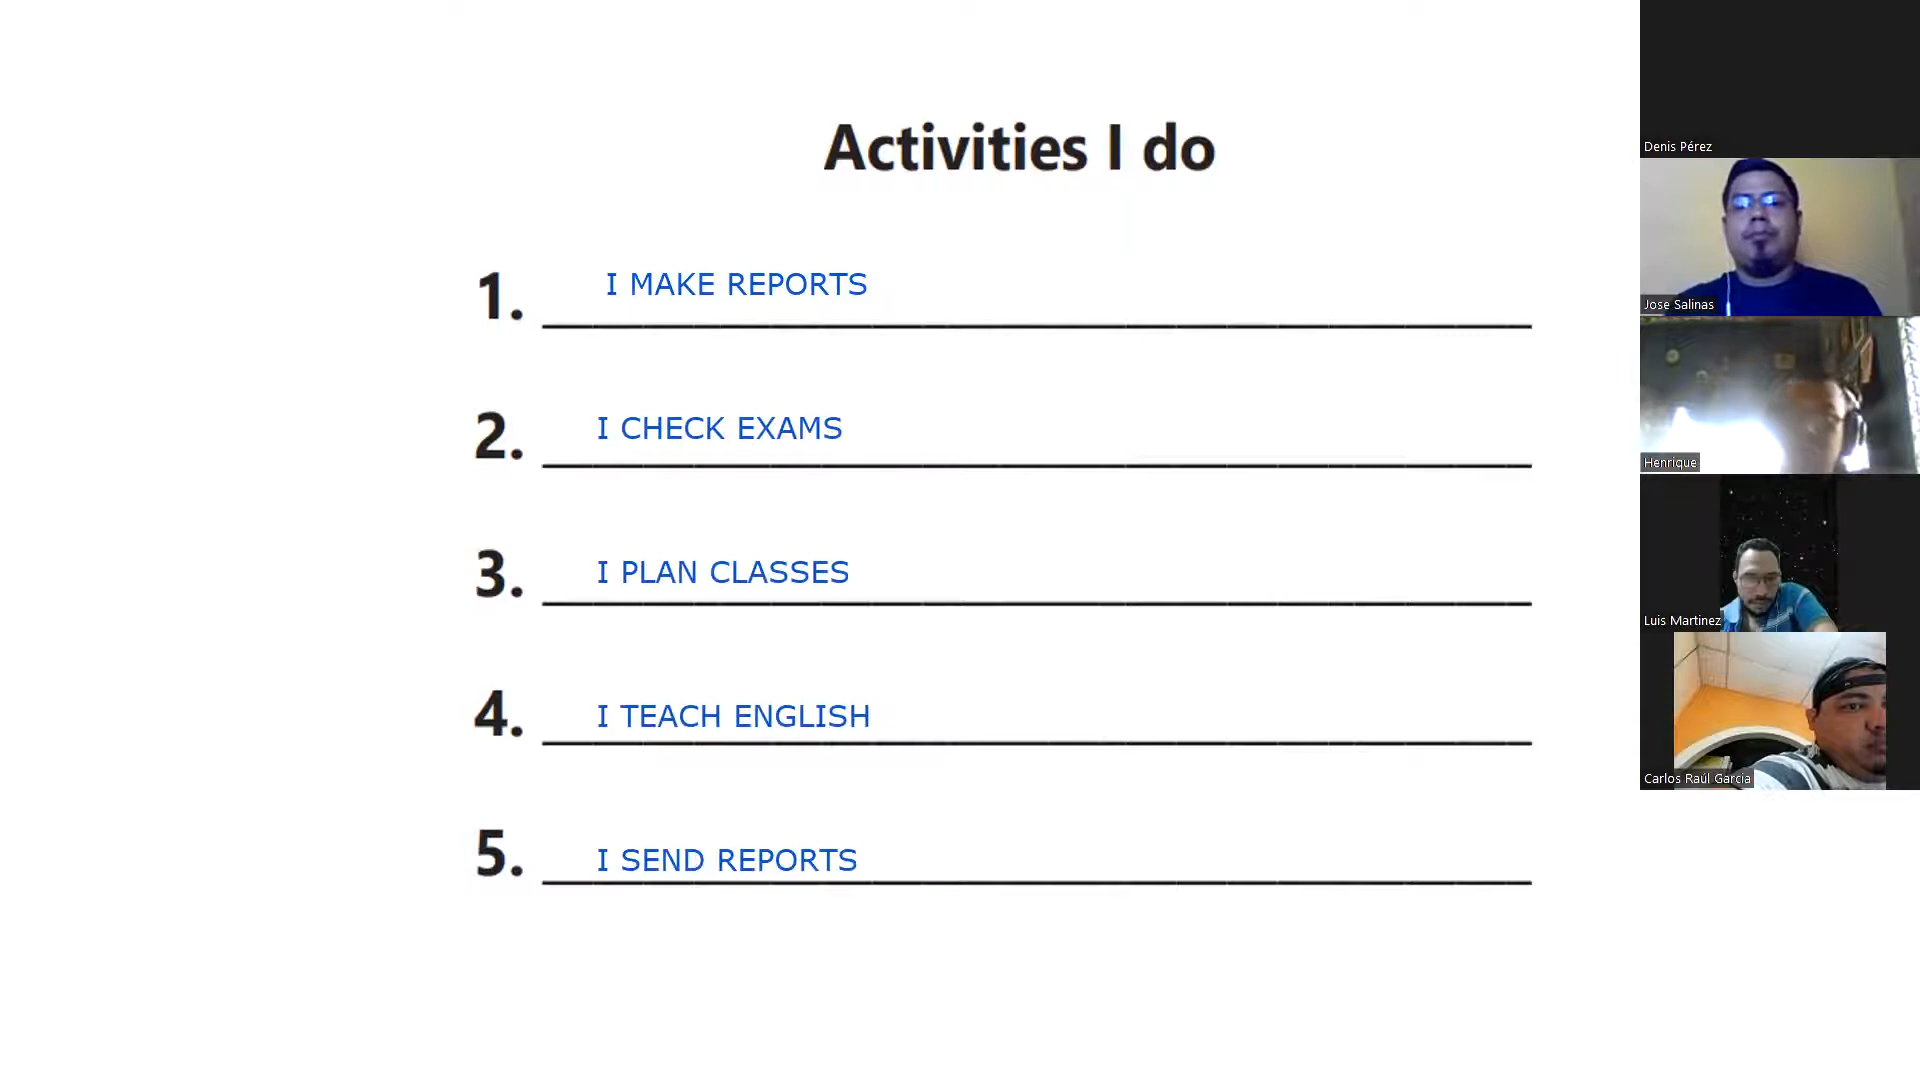 Activities I do
1. I MAKE REPORTS
2. I CHECK EXAMS
3. I PLAN CLASSES
4. I TEACH ENGLISH
5. I SEND REPORTS
Denis Pérez
Jose Salinas
Henrique
Luis Martinez
Carlos Raúl Garcia